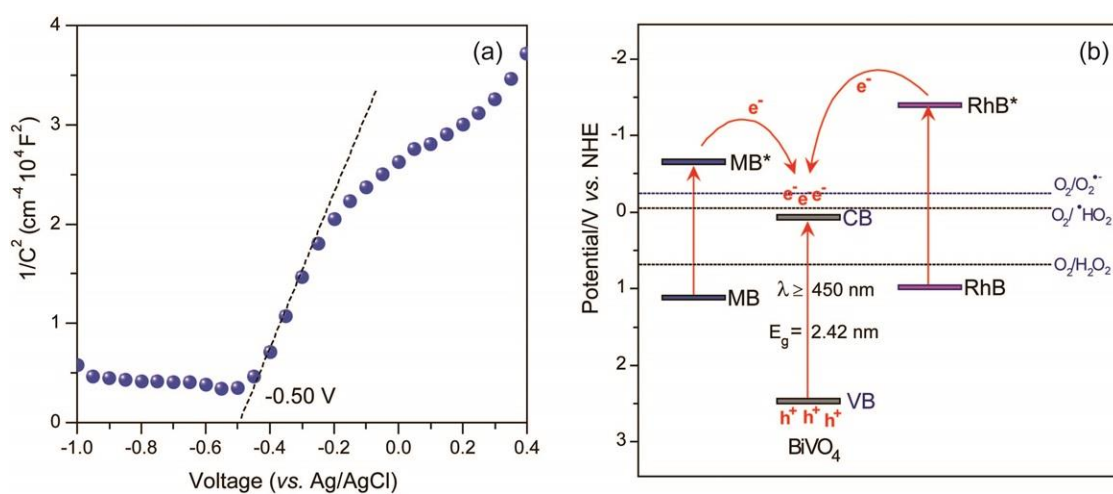 (a)
4
3
2
1
0
1/C² (cm⁻⁴ 10⁴ F²)
-0.50 V
-1.0 -0.8 -0.6 -0.4 -0.2 0.0 0.2 0.4
Voltage (vs. Ag/AgCl)
(b)
-2
-1
0
1
2
3
Potential/V vs. NHE
e⁻
e⁻
RhB*
MB*
e⁻ e⁻ e⁻
O₂/O₂•⁻
CB
O₂/•HO₂
O₂/H₂O₂
MB
λ ≥ 450 nm
RhB
E_g = 2.42 nm
VB
h⁺ h⁺ h⁺
BiVO₄